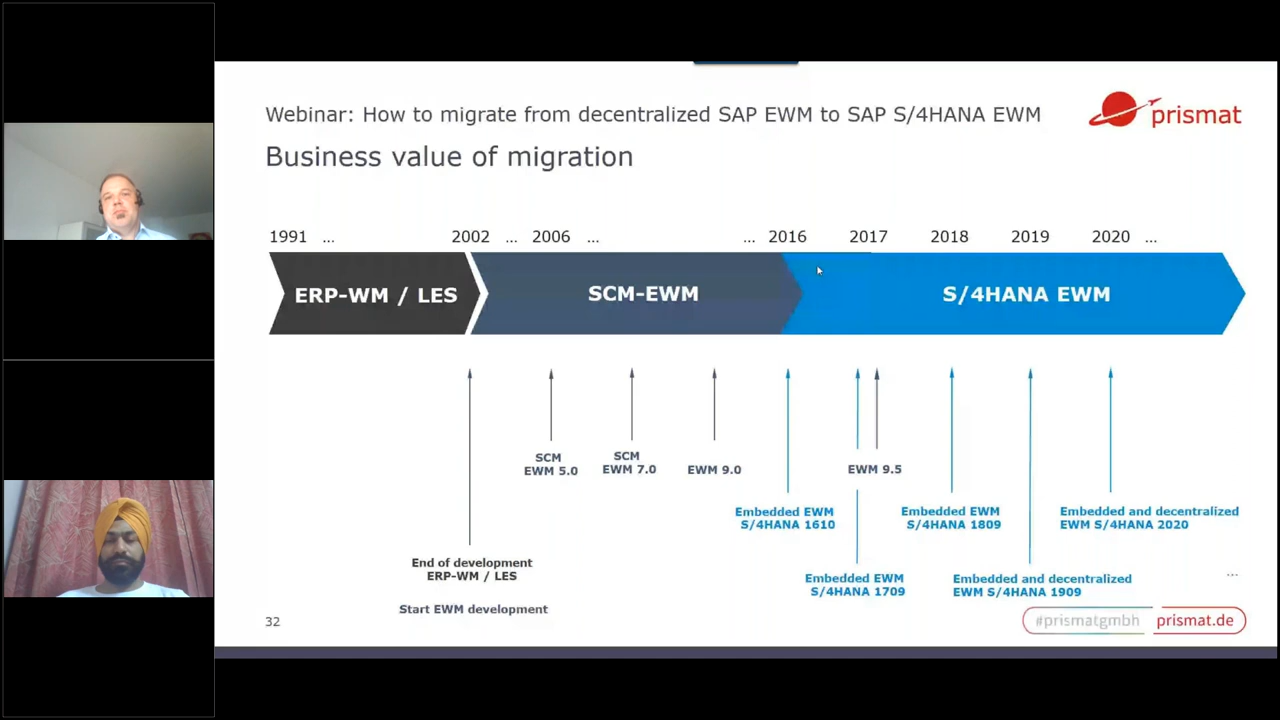 Webinar: How to migrate from decentralized SAP EWM to SAP S/4HANA EWM
prismat
Business value of migration
1991 ... 2002 ... 2006 ... ... 2016 2017 2018 2019 2020 ...
ERP-WM / LES
SCM-EWM
S/4HANA EWM
SCM
EWM 5.0
SCM
EWM 7.0
EWM 9.0
EWM 9.5
Embedded EWM
S/4HANA 1610
Embedded EWM
S/4HANA 1809
Embedded and decentralized
EWM S/4HANA 2020
End of development
ERP-WM / LES
Embedded EWM
S/4HANA 1709
Embedded and decentralized
EWM S/4HANA 1909
...
Start EWM development
32
#prismatgmbh
prismat.de